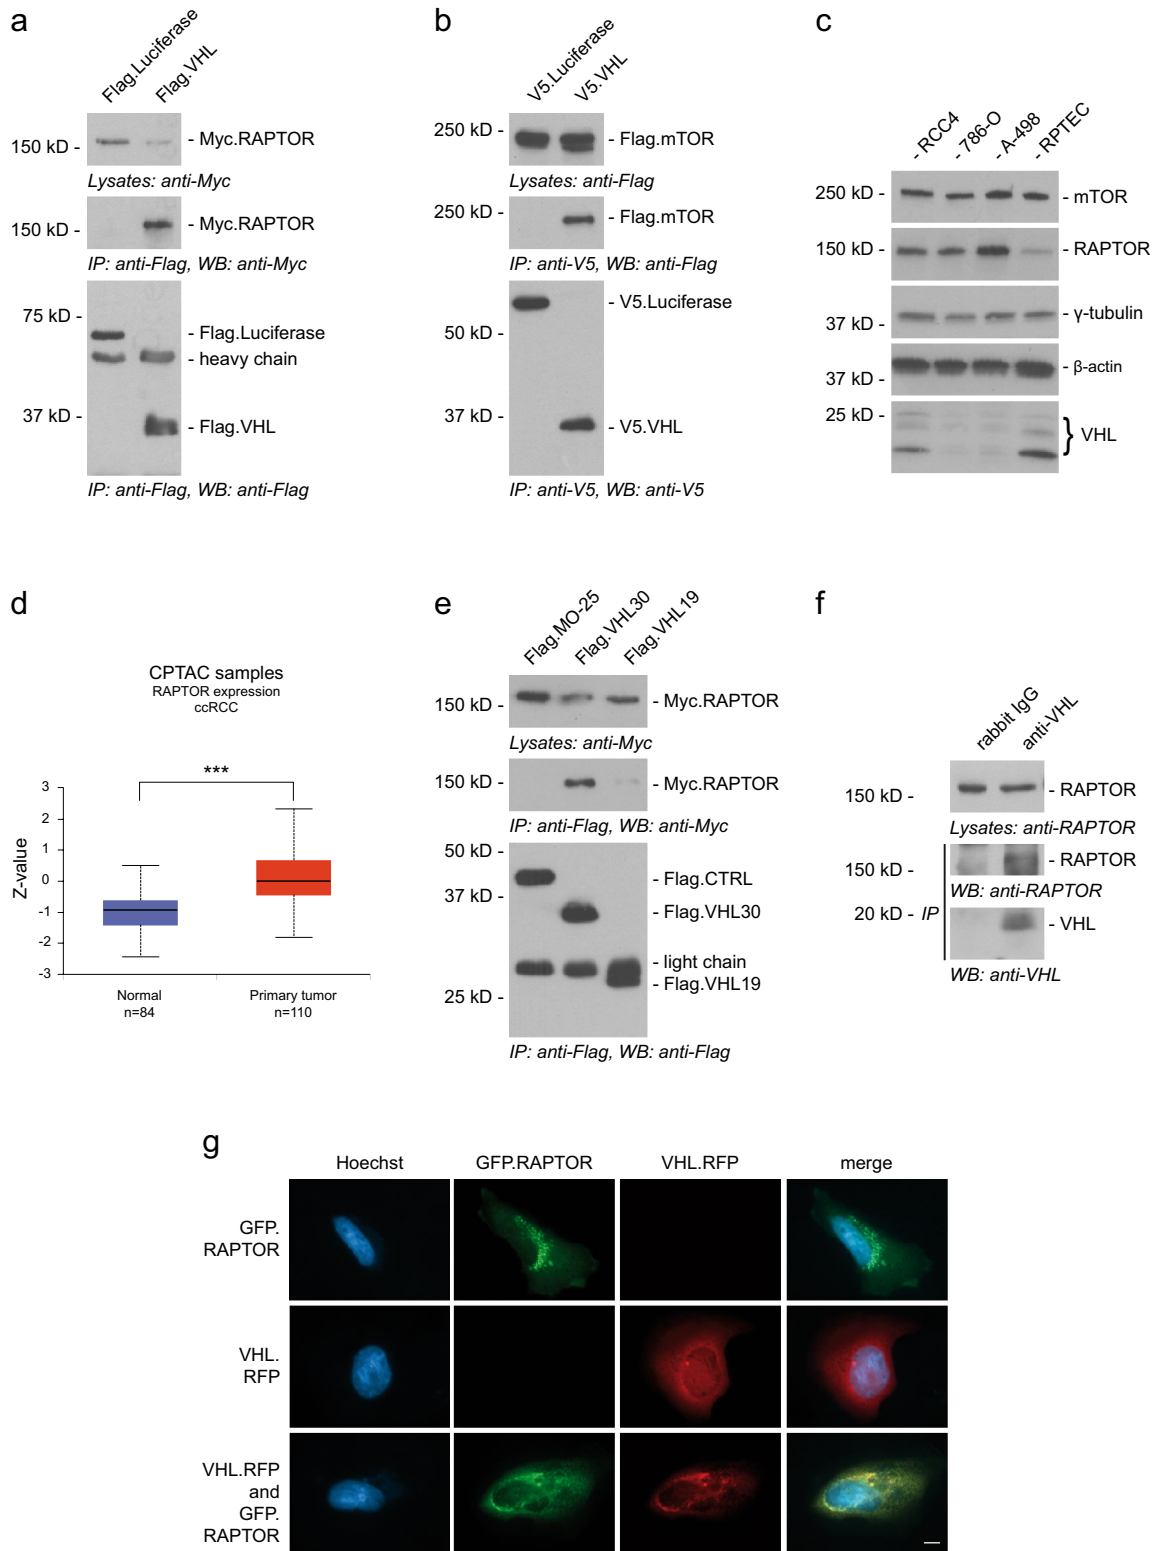 a
Flag.Luciferase
Flag.VHL
150 kD -
- Myc.RAPTOR
Lysates: anti-Myc
150 kD -
- Myc.RAPTOR
IP: anti-Flag, WB: anti-Myc
75 kD -
- Flag.Luciferase
- heavy chain
37 kD -
- Flag.VHL
IP: anti-Flag, WB: anti-Flag
b
V5.Luciferase
V5.VHL
250 kD -
- Flag.mTOR
Lysates: anti-Flag
250 kD -
- Flag.mTOR
IP: anti-V5, WB: anti-Flag
- V5.Luciferase
50 kD -
37 kD -
- V5.VHL
IP: anti-V5, WB: anti-V5
c
- RCC4
- 786-O
- A-498
- RPTEC
250 kD -
- mTOR
150 kD -
- RAPTOR
37 kD -
- γ-tubulin
37 kD -
- β-actin
25 kD -
} VHL
d
CPTAC samples
RAPTOR expression
ccRCC
***
Z-value
3
2
1
0
-1
-2
-3
Normal
n=84
Primary tumor
n=110
e
Flag.MO-25
Flag.VHL30
Flag.VHL19
150 kD -
- Myc.RAPTOR
Lysates: anti-Myc
150 kD -
- Myc.RAPTOR
IP: anti-Flag, WB: anti-Myc
50 kD -
- Flag.CTRL
37 kD -
- Flag.VHL30
- light chain
- Flag.VHL19
25 kD -
IP: anti-Flag, WB: anti-Flag
f
rabbit IgG
anti-VHL
150 kD -
- RAPTOR
Lysates: anti-RAPTOR
150 kD -
- RAPTOR
WB: anti-RAPTOR
20 kD -
IP
- VHL
WB: anti-VHL
g
Hoechst
GFP.RAPTOR
VHL.RFP
merge
GFP.
RAPTOR
VHL.
RFP
VHL.RFP
and
GFP.
RAPTOR